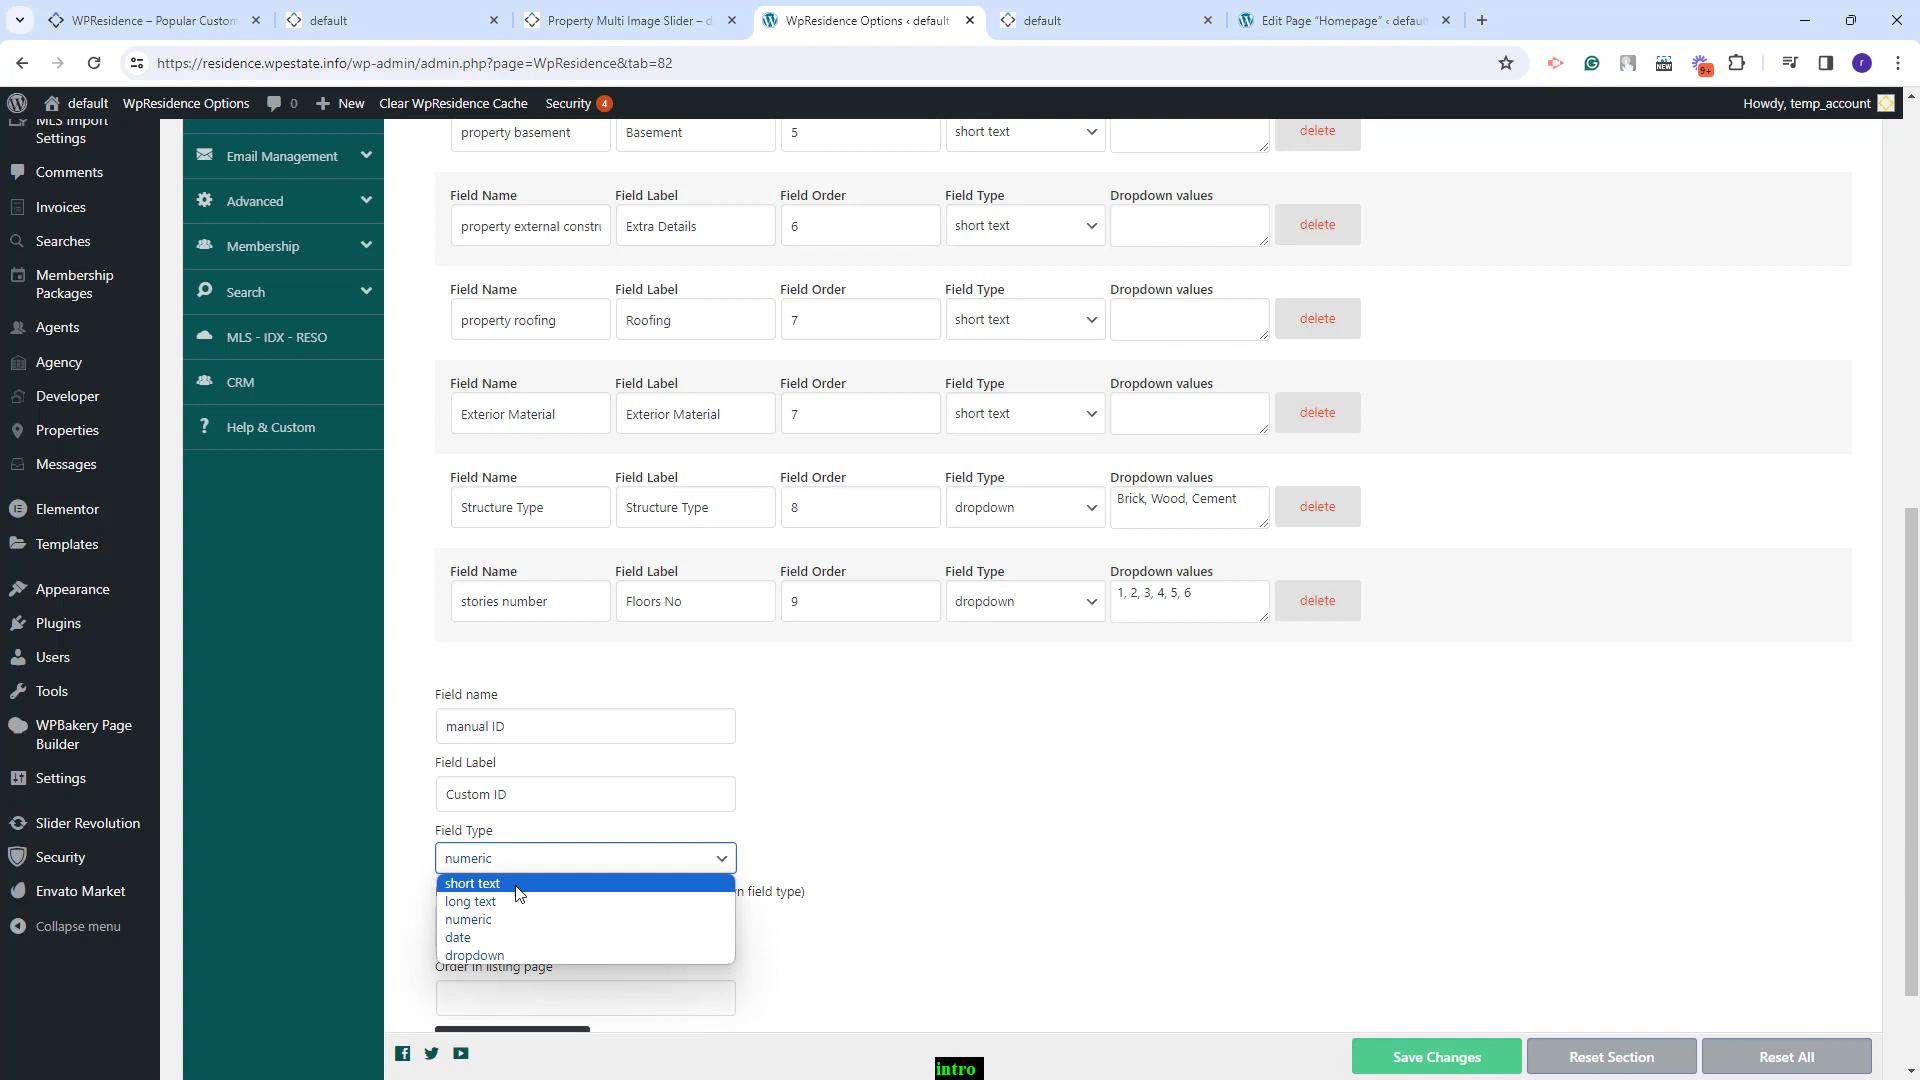 WPResidence – Popular Custom
default
Property Multi Image Slider – d
WpResidence Options ‹ default
default
Edit Page "Homepage" ‹ defaul
https://residence.wpestate.info/wp-admin/admin.php?page=WpResidence&tab=82
9+
NEW
r
default
WpResidence Options
0
New
Clear WpResidence Cache
Security 4
Howdy, temp_account
MLS Import
Settings
Comments
Invoices
Searches
Membership
Packages
Agents
Agency
Developer
Properties
Messages
Elementor
Templates
Appearance
Plugins
Users
Tools
WPBakery Page
Builder
Settings
Slider Revolution
Security
Envato Market
Collapse menu
Email Management
Advanced
Membership
Search
MLS - IDX - RESO
CRM
Help & Custom
property basement Basement 5 short text delete
Field Name Field Label Field Order Field Type Dropdown values
property external constru Extra Details 6 short text delete
Field Name Field Label Field Order Field Type Dropdown values
property roofing Roofing 7 short text delete
Field Name Field Label Field Order Field Type Dropdown values
Exterior Material Exterior Material 7 short text delete
Field Name Field Label Field Order Field Type Dropdown values
Structure Type Structure Type 8 dropdown Brick, Wood, Cement delete
Field Name Field Label Field Order Field Type Dropdown values
stories number Floors No 9 dropdown 1, 2, 3, 4, 5, 6 delete
Field name
manual ID
Field Label
Custom ID
Field Type
numeric
short text
n field type)
long text
numeric
date
dropdown
Order in listing page
intro
Save Changes
Reset Section
Reset All